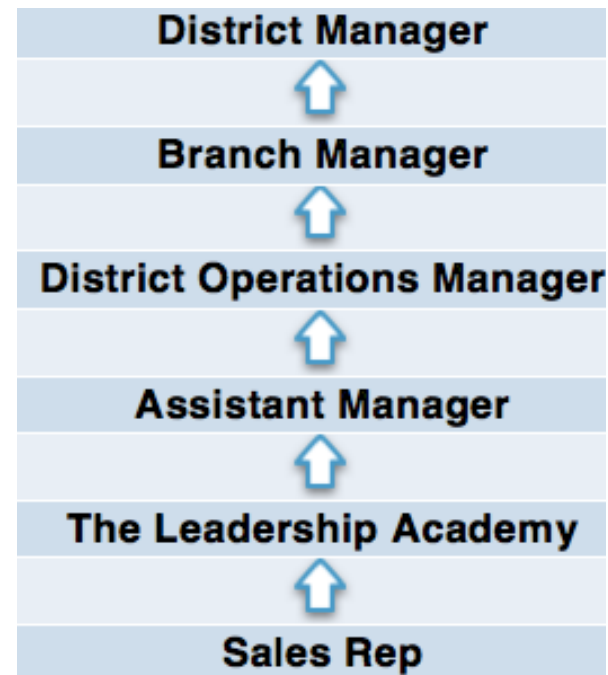 District Manager
Branch Manager
District Operations Manager
Assistant Manager
The Leadership Academy
Sales Rep